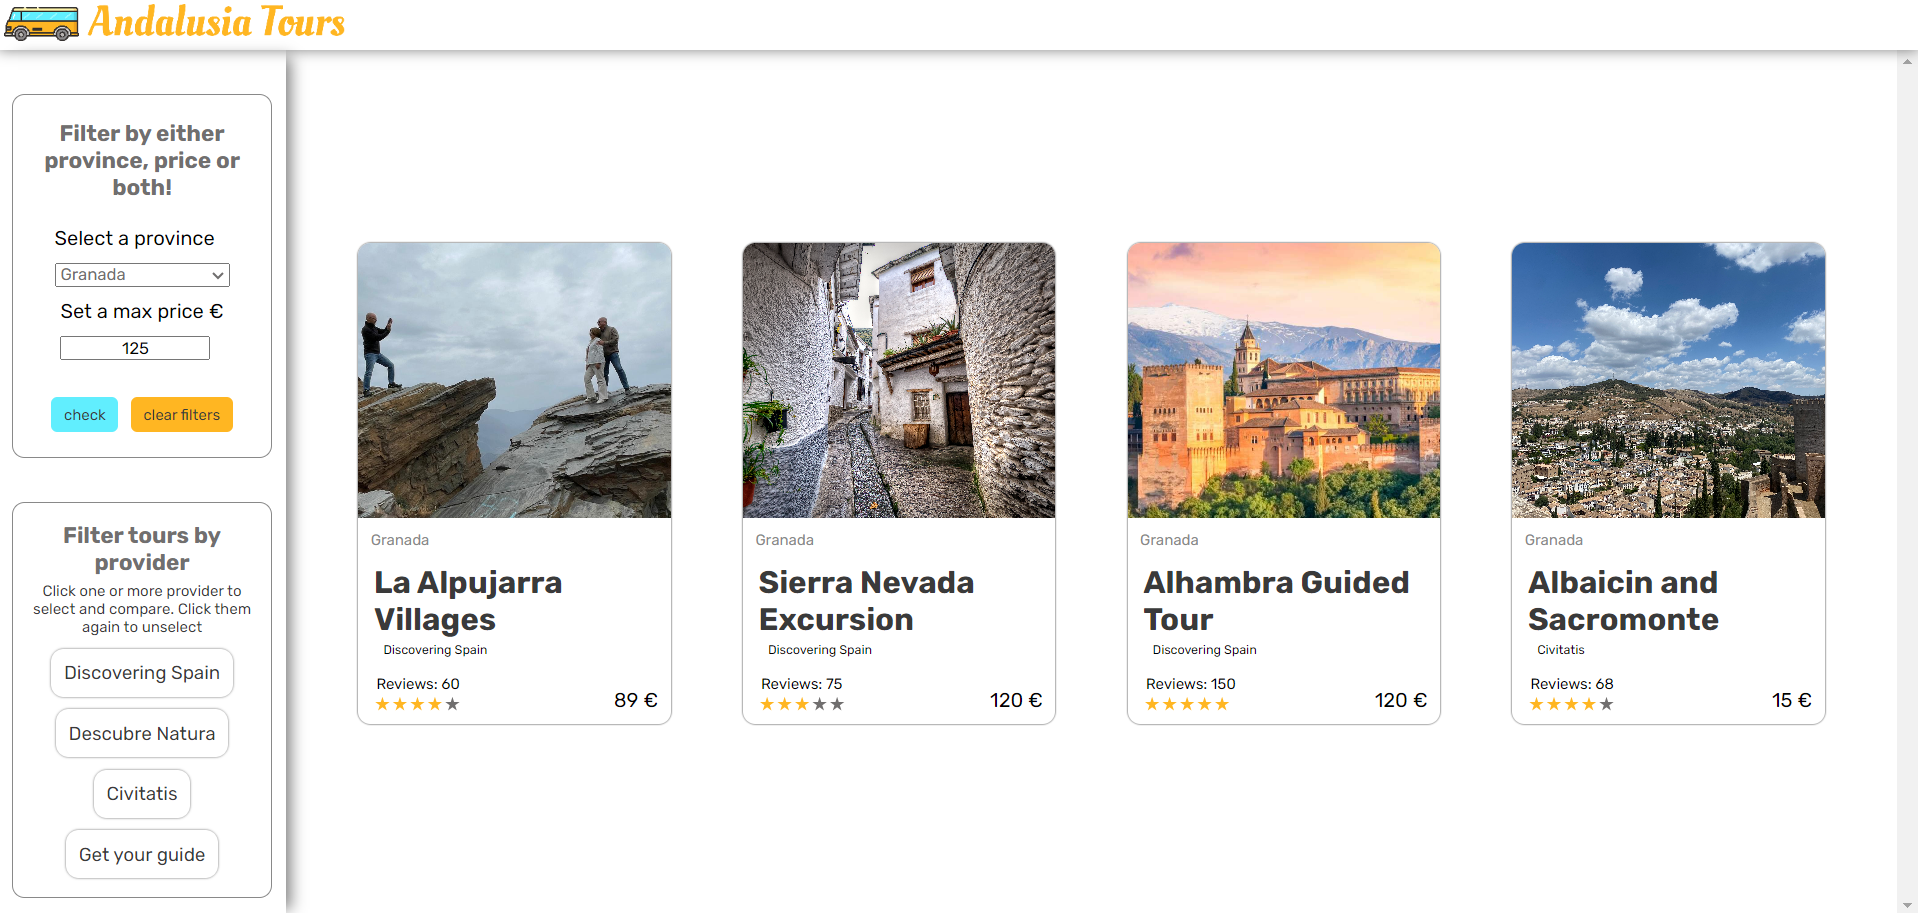 Andalusia Tours
Filter by either
province, price or
both!
Select a province
Granada
Set a max price €
125
check
clear filters
Filter tours by
provider
Click one or more provider to
select and compare. Click them
again to unselect
Discovering Spain
Descubre Natura
Civitatis
Get your guide
Granada
La Alpujarra
Villages
Discovering Spain
Reviews: 60
89 €
Granada
Sierra Nevada
Excursion
Discovering Spain
Reviews: 75
120 €
Granada
Alhambra Guided
Tour
Discovering Spain
Reviews: 150
120 €
Granada
Albaicin and
Sacromonte
Civitatis
Reviews: 68
15 €